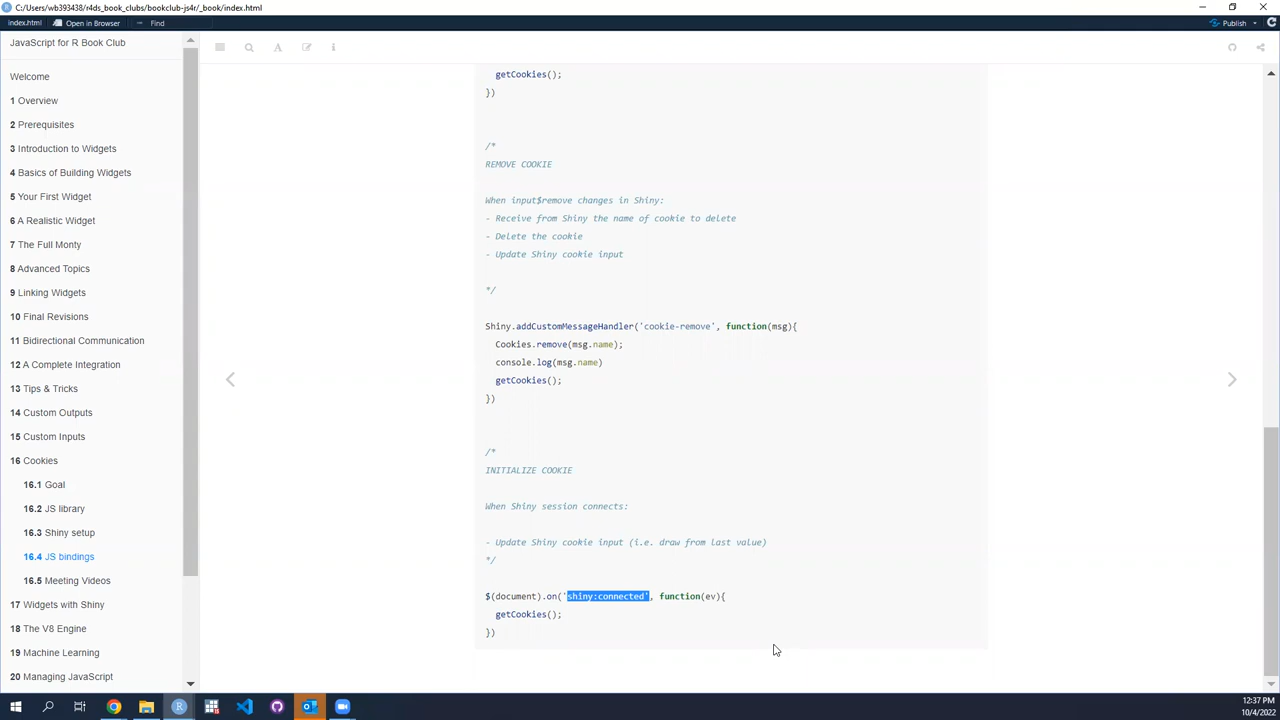 C:/Users/wb393438/r4ds_book_clubs/bookclub-js4r/_book/index.html
index.html
Open in Browser
Find
Publish
JavaScript for R Book Club
Welcome
1 Overview
2 Prerequisites
3 Introduction to Widgets
4 Basics of Building Widgets
5 Your First Widget
6 A Realistic Widget
7 The Full Monty
8 Advanced Topics
9 Linking Widgets
10 Final Revisions
11 Bidirectional Communication
12 A Complete Integration
13 Tips & Tricks
14 Custom Outputs
15 Custom Inputs
16 Cookies
16.1 Goal
16.2 JS library
16.3 Shiny setup
16.4 JS bindings
16.5 Meeting Videos
17 Widgets with Shiny
18 The V8 Engine
19 Machine Learning
20 Managing JavaScript
getCookies();
})
/*
REMOVE COOKIE
When input$remove changes in Shiny:
- Receive from Shiny the name of cookie to delete
- Delete the cookie
- Update Shiny cookie input
*/
Shiny.addCustomMessageHandler('cookie-remove', function(msg){
Cookies.remove(msg.name);
console.log(msg.name)
getCookies();
})
/*
INITIALIZE COOKIE
When Shiny session connects:
- Update Shiny cookie input (i.e. draw from last value)
*/
$(document).on('shiny:connected', function(ev){
getCookies();
})
12:37 PM
10/4/2022